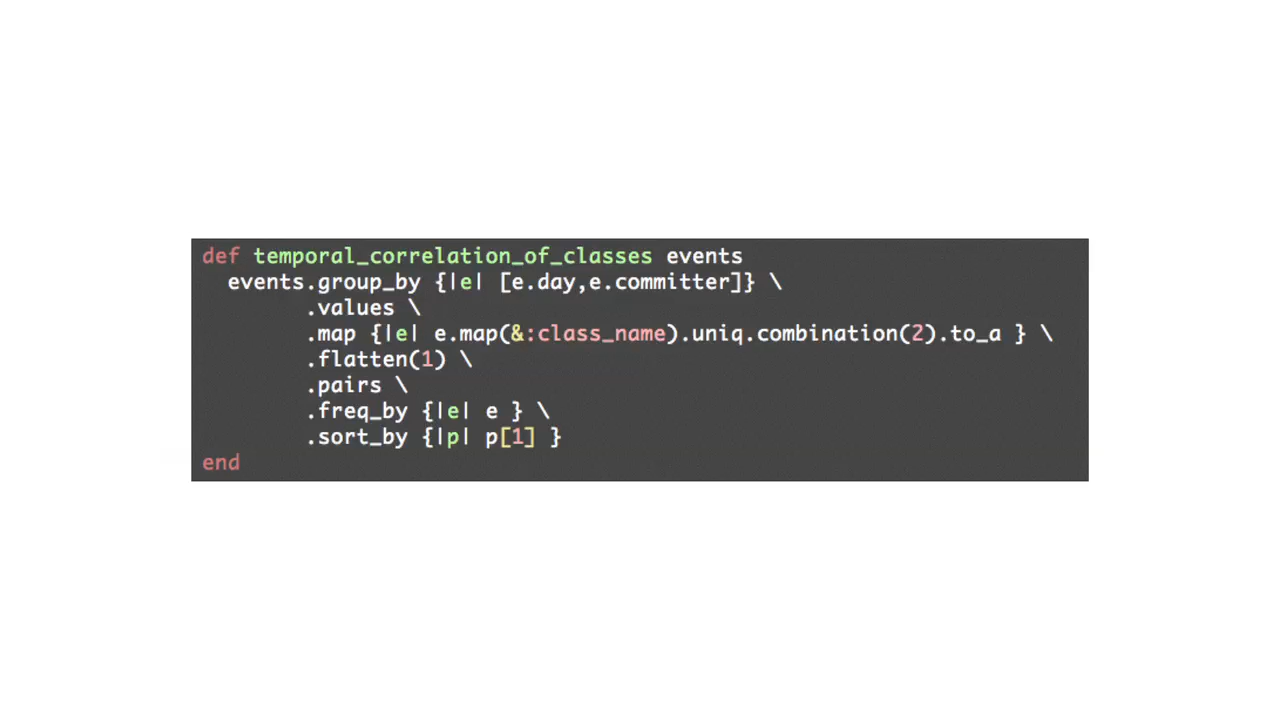 def temporal_correlation_of_classes events
  events.group_by {|e| [e.day,e.committer]} \
        .values \
        .map {|e| e.map(&:class_name).uniq.combination(2).to_a } \
        .flatten(1) \
        .pairs \
        .freq_by {|e| e } \
        .sort_by {|p| p[1] }
end